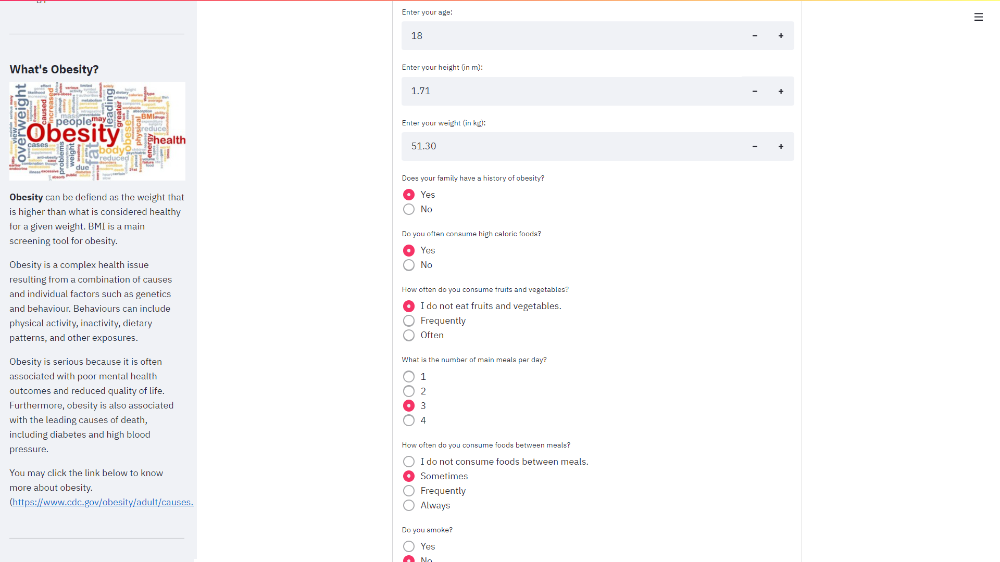 What's Obesity?
overweight
Obesity
people
may
leading
greater
increased
caused
mass
BMI
drugs
physical
reduce
health
obese
energy
body
fat
reduced
weight
problems
cases
due
diabetes
Obesity can be defiend as the weight that
is higher than what is considered healthy
for a given weight. BMI is a main
screening tool for obesity.
Obesity is a complex health issue
resulting from a combination of causes
and individual factors such as genetics
and behaviour. Behaviours can include
physical activity, inactivity, dietary
patterns, and other exposures.
Obesity is serious because it is often
associated with poor mental health
outcomes and reduced quality of life.
Furthermore, obesity is also associated
with the leading causes of death,
including diabetes and high blood
pressure.
You may click the link below to know
more about obesity.
(https://www.cdc.gov/obesity/adult/causes.
Enter your age:
18
Enter your height (in m):
1.71
Enter your weight (in kg):
51.30
Does your family have a history of obesity?
Yes
No
Do you often consume high caloric foods?
Yes
No
How often do you consume fruits and vegetables?
I do not eat fruits and vegetables.
Frequently
Often
What is the number of main meals per day?
1
2
3
4
How often do you consume foods between meals?
I do not consume foods between meals.
Sometimes
Frequently
Always
Do you smoke?
Yes
No